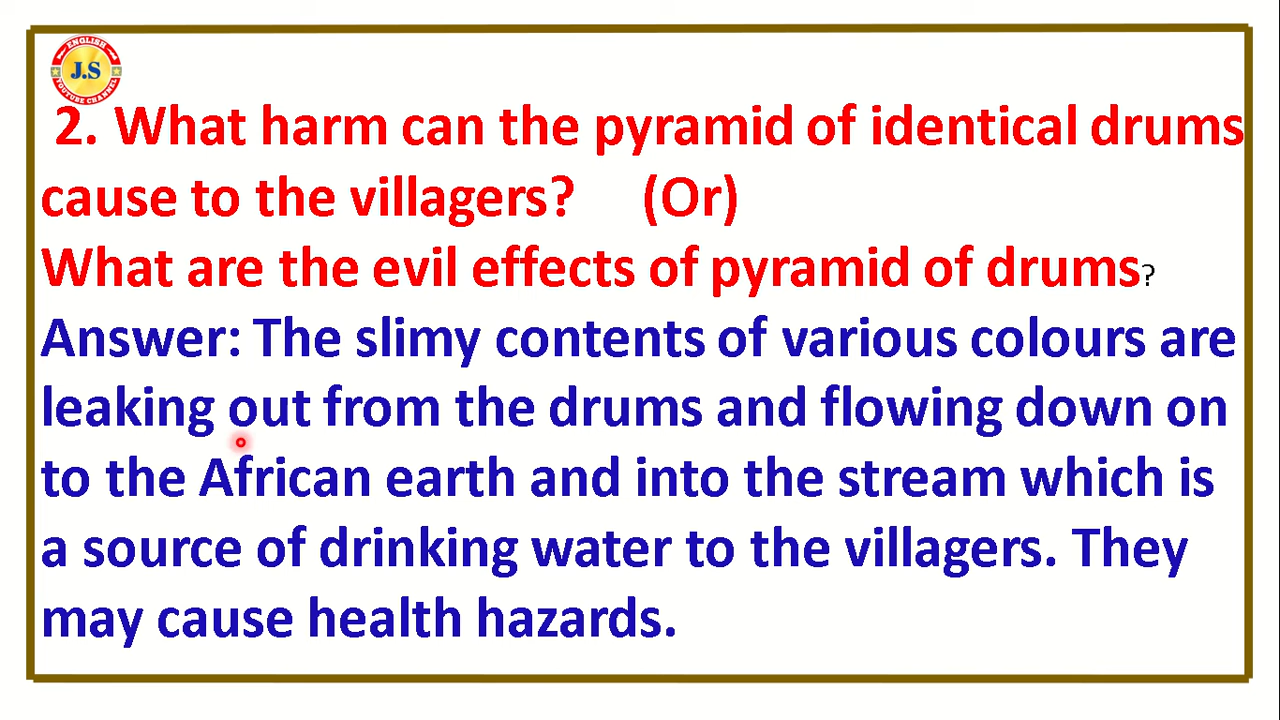 ENGLISH
J.S
YOUTUBE CHANNEL
2. What harm can the pyramid of identical drums
cause to the villagers? (Or)
What are the evil effects of pyramid of drums?
Answer: The slimy contents of various colours are
leaking out from the drums and flowing down on
to the African earth and into the stream which is
a source of drinking water to the villagers. They
may cause health hazards.